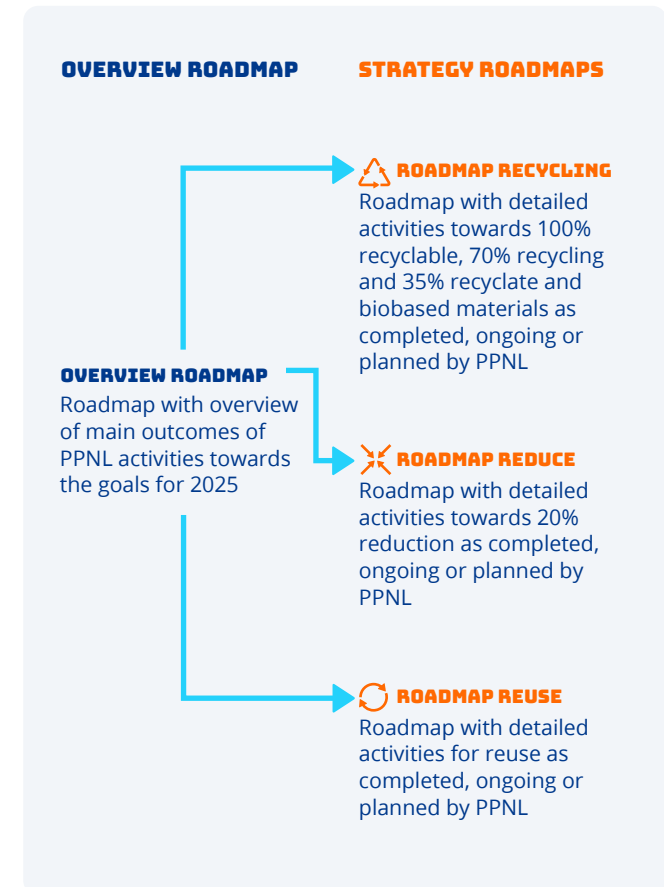 OVERVIEW ROADMAP
STRATEGY ROADMAPS
ROADMAP RECYCLING
Roadmap with detailed
activities towards 100%
recyclable, 70% recycling
and 35% recyclate and
biobased materials as
completed, ongoing or
planned by PPNL
OVERVIEW ROADMAP
Roadmap with overview
of main outcomes of
PPNL activities towards
the goals for 2025
ROADMAP REDUCE
Roadmap with detailed
activities towards 20%
reduction as completed,
ongoing or planned by
PPNL
ROADMAP REUSE
Roadmap with detailed
activities for reuse as
completed, ongoing or
planned by PPNL